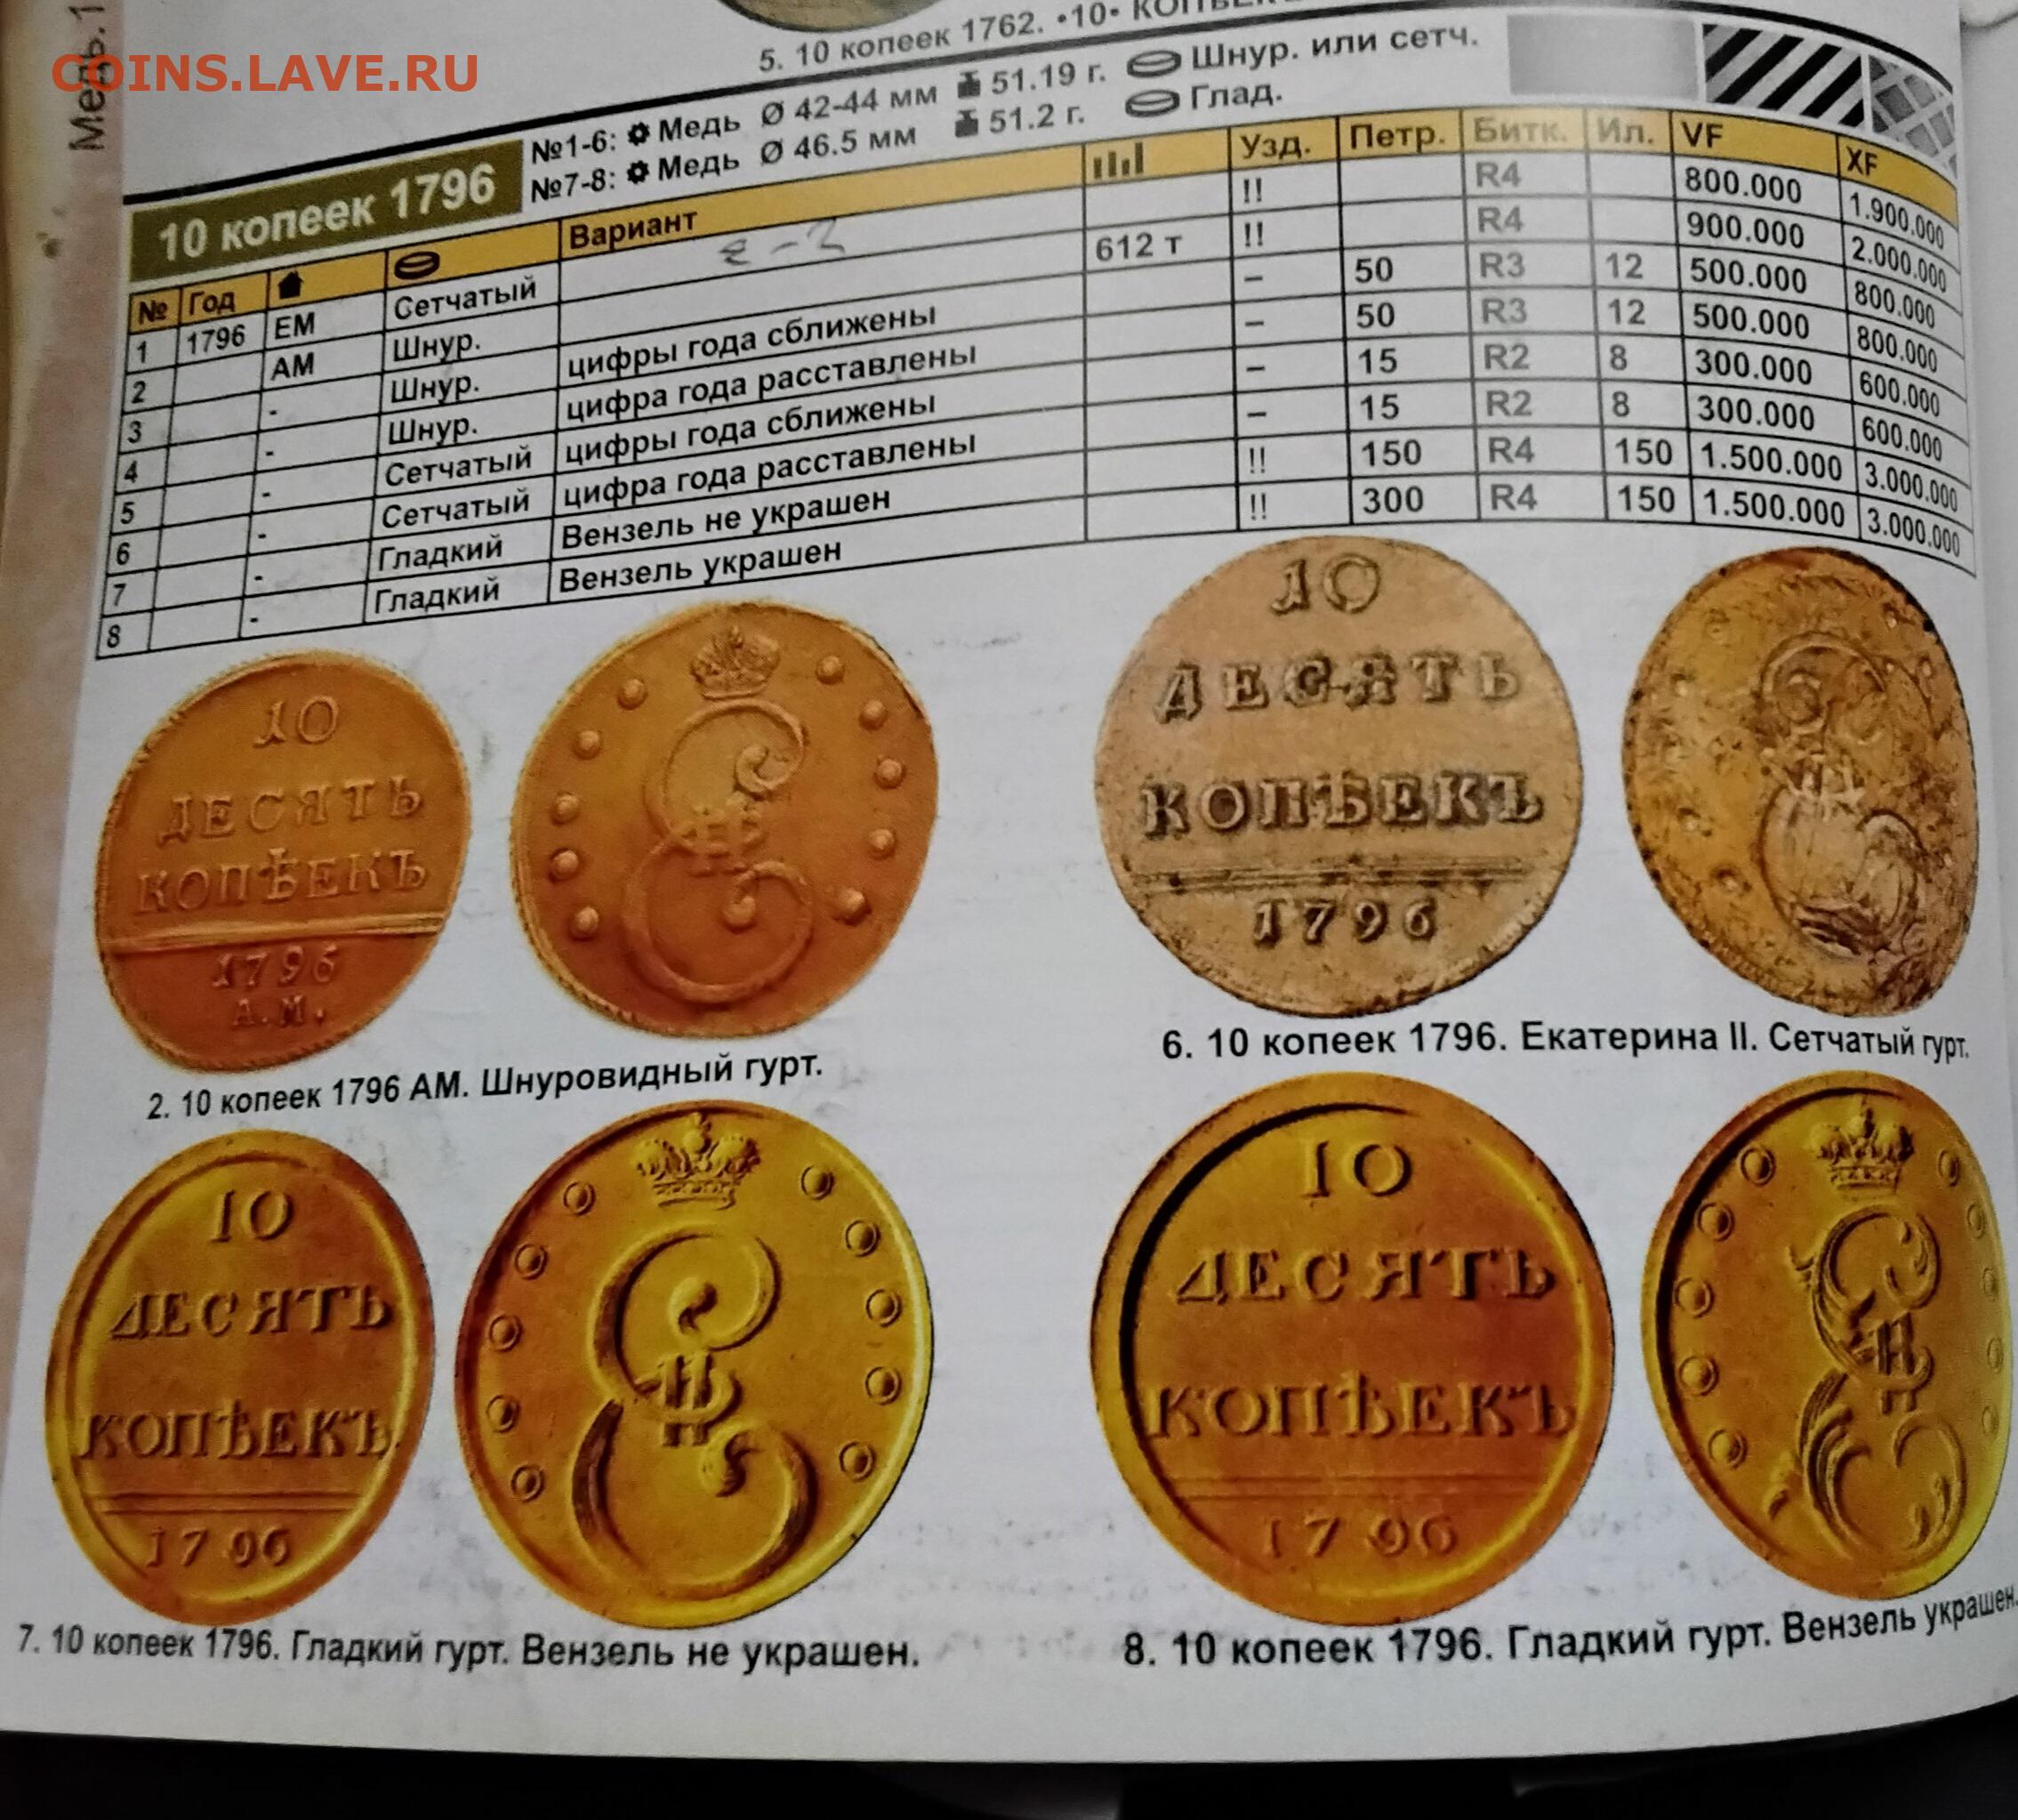 COINS.LAVE.RU
Медь.
5. 10 копеек 1762. •10•
№1-6: Медь Ø 42-44 мм 51.19 г. Шнур. или сетч.
№7-8: Медь Ø 46.5 мм 51.2 г. Глад.
10 копеек 1796
№ Год Вариант Узд. Петр. Битк. Ил. VF XF
1 1796 ЕМ Сетчатый !! R4 800.000 1.900.000
2 АМ Шнур. 612 т !! R4 900.000 2.000.000
3 - Шнур. цифры года сближены – 50 R3 12 500.000 800.000
4 - Шнур. цифра года расставлены – 50 R3 12 500.000 800.000
5 - Сетчатый цифры года сближены – 15 R2 8 300.000 600.000
6 - Сетчатый цифра года расставлены – 15 R2 8 300.000 600.000
7 - Гладкий Вензель не украшен !! 150 R4 150 1.500.000 3.000.000
8 - Гладкий Вензель украшен !! 300 R4 150 1.500.000 3.000.000
10
ДЕСЯТЬ
КОПѢЕКЪ
1796
А.М.
2. 10 копеек 1796 АМ. Шнуровидный гурт.
10
ДЕСЯТЬ
КОПѢЕКЪ
1796
6. 10 копеек 1796. Екатерина II. Сетчатый гурт.
10
ДЕСЯТЬ
КОПѢЕКЪ
1796
7. 10 копеек 1796. Гладкий гурт. Вензель не украшен.
10
ДЕСЯТЬ
КОПѢЕКЪ
1796
8. 10 копеек 1796. Гладкий гурт. Вензель украшен.